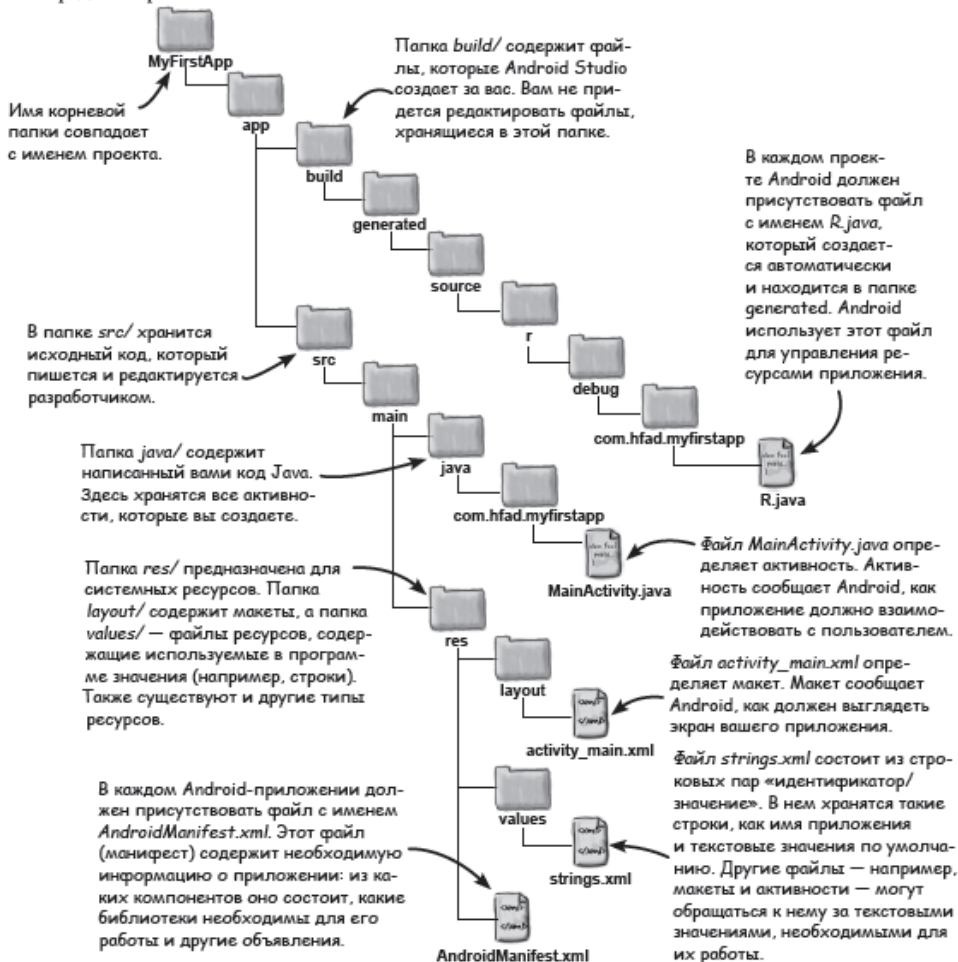 MyFirstApp
Имя корневой
папки совпадает
с именем проекта.
app
Папка build/ содержит фай-
лы, которые Android Studio
создает за вас. Вам не при-
дется редактировать файлы,
хранящиеся в этой папке.
build
generated
source
r
debug
com.hfad.myfirstapp
R.java
В каждом проек-
те Android должен
присутствовать файл
с именем R.java,
который создает-
ся автоматически
и находится в папке
generated. Android
использует этот файл
для управления ре-
сурсами приложения.
В папке src/ хранится
исходный код, который
пишется и редактируется
разработчиком.
src
main
Папка java/ содержит
написанный вами код Java.
Здесь хранятся все активно-
сти, которые вы создаете.
java
com.hfad.myfirstapp
MainActivity.java
Файл MainActivity.java опре-
деляет активность. Актив-
ность сообщает Android, как
приложение должно взаимо-
действовать с пользователем.
Папка res/ предназначена для
системных ресурсов. Папка
layout/ содержит макеты, а папка
values/ — файлы ресурсов, содер-
жащие используемые в програм-
ме значения (например, строки).
Также существуют и другие типы
ресурсов.
res
layout
activity_main.xml
Файл activity_main.xml опре-
деляет макет. Макет сообщает
Android, как должен выглядеть
экран вашего приложения.
values
strings.xml
Файл strings.xml состоит из стро-
ковых пар «идентификатор/
значение». В нем хранятся такие
строки, как имя приложения
и текстовые значения по умолча-
нию. Другие файлы — например,
макеты и активности — могут
обращаться к нему за текстовыми
значениями, необходимыми для
их работы.
В каждом Android-приложении дол-
жен присутствовать файл с именем
AndroidManifest.xml. Этот файл
(манифест) содержит необходимую
информацию о приложении: из ка-
ких компонентов оно состоит, какие
библиотеки необходимы для его
работы и другие объявления.
AndroidManifest.xml